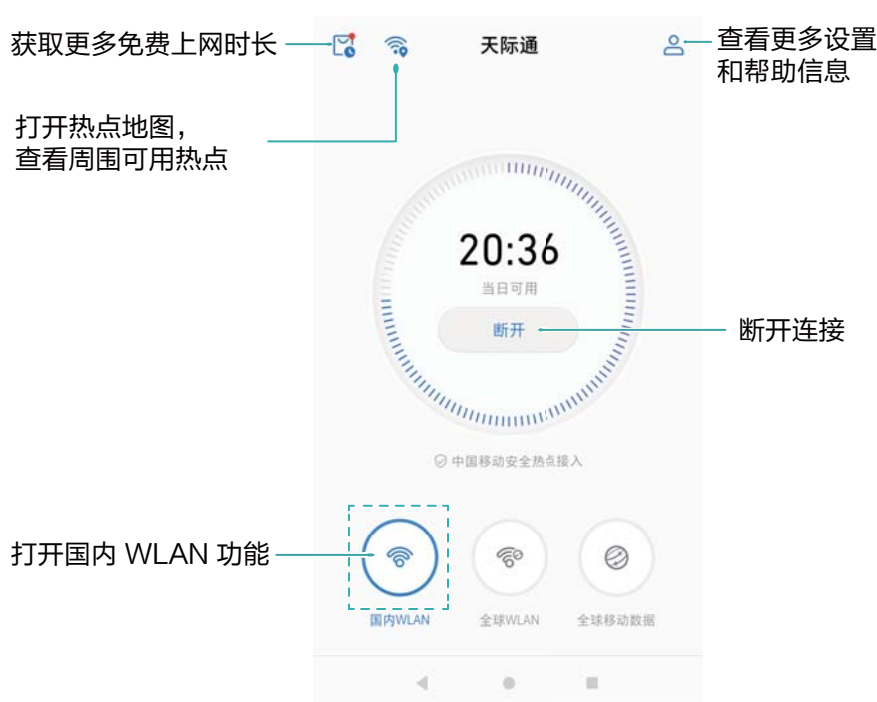 获取更多免费上网时长
天际通
查看更多设置
和帮助信息
打开热点地图，
查看周围可用热点
20:36
当日可用
断开
断开连接
中国移动安全热点接入
打开国内 WLAN 功能
国内WLAN
全球WLAN
全球移动数据